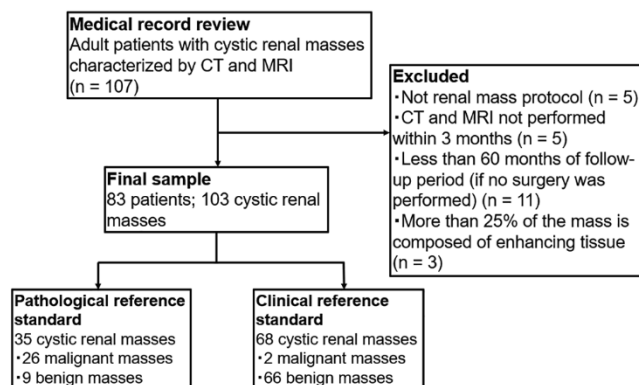 Medical record review
Adult patients with cystic renal masses
characterized by CT and MRI
(n = 107)
Excluded
・Not renal mass protocol (n = 5)
・CT and MRI not performed
within 3 months (n = 5)
・Less than 60 months of follow-
up period (if no surgery was
performed) (n = 11)
・More than 25% of the mass is
composed of enhancing tissue
(n = 3)
Final sample
83 patients; 103 cystic renal
masses
Pathological reference
standard
35 cystic renal masses
・26 malignant masses
・9 benign masses
Clinical reference
standard
68 cystic renal masses
・2 malignant masses
・66 benign masses